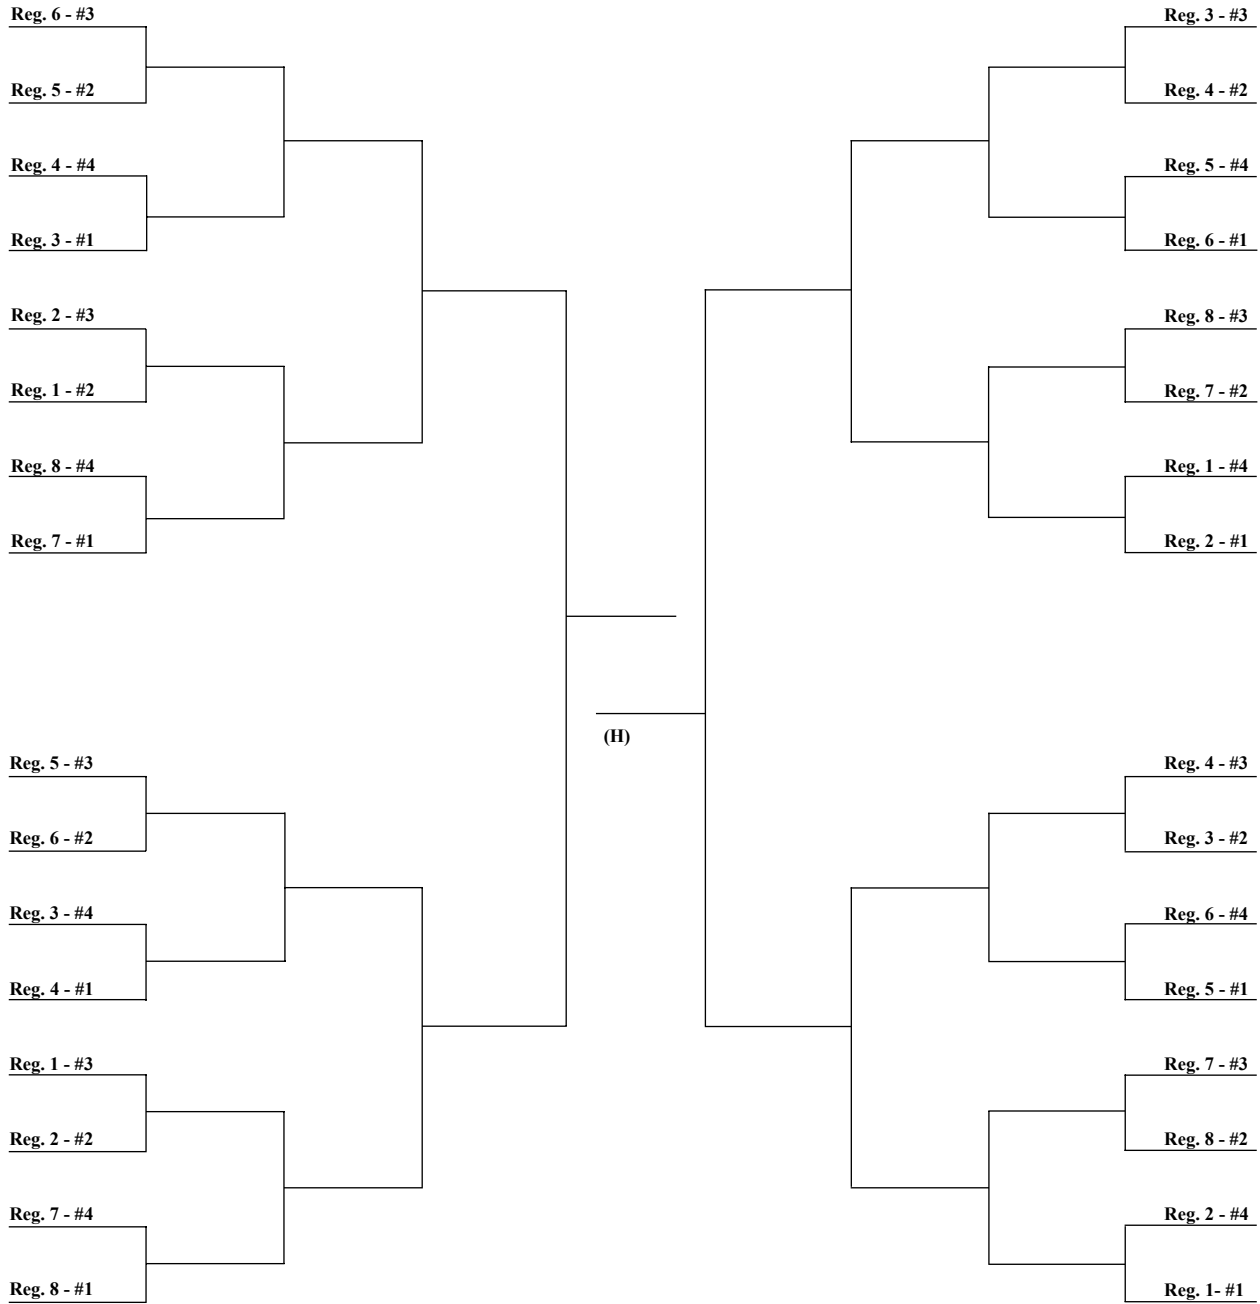 Reg. 6 - #3
Reg. 5 - #2
Reg. 4 - #4
Reg. 3 - #1
Reg. 2 - #3
Reg. 1 - #2
Reg. 8 - #4
Reg. 7 - #1
Reg. 5 - #3
Reg. 6 - #2
Reg. 3 - #4
Reg. 4 - #1
Reg. 1 - #3
Reg. 2 - #2
Reg. 7 - #4
Reg. 8 - #1
(H)
Reg. 3 - #3
Reg. 4 - #2
Reg. 5 - #4
Reg. 6 - #1
Reg. 8 - #3
Reg. 7 - #2
Reg. 1 - #4
Reg. 2 - #1
Reg. 4 - #3
Reg. 3 - #2
Reg. 6 - #4
Reg. 5 - #1
Reg. 7 - #3
Reg. 8 - #2
Reg. 2 - #4
Reg. 1- #1